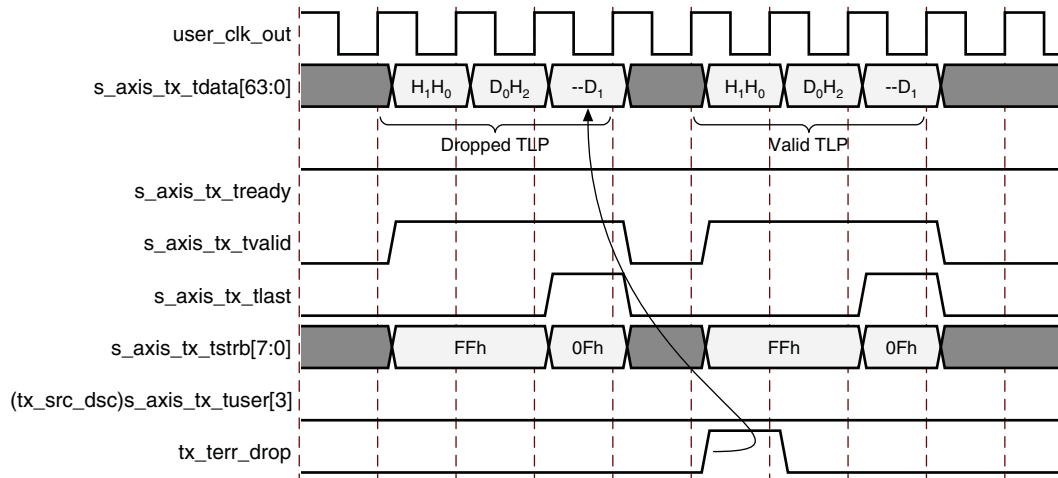 user_clk_out
s_axis_tx_tdata[63:0] H₁H₀ D₀H₂ --D₁ H₁H₀ D₀H₂ --D₁
Dropped TLP Valid TLP
s_axis_tx_tready
s_axis_tx_tvalid
s_axis_tx_tlast
s_axis_tx_tstrb[7:0] FFh 0Fh FFh 0Fh
(tx_src_dsc)s_axis_tx_tuser[3]
tx_terr_drop